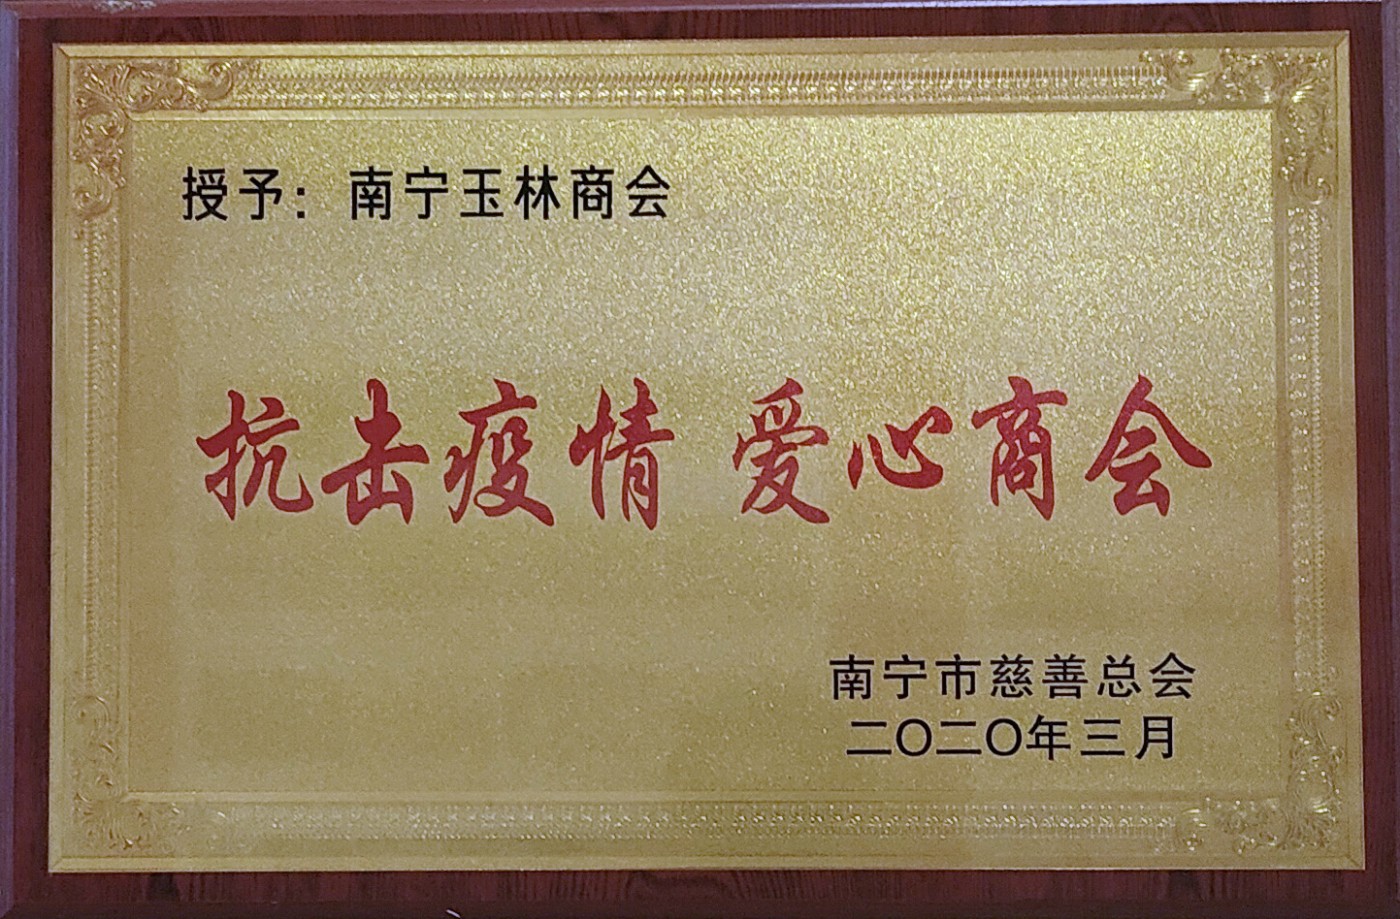 授予：南宁玉林商会
抗击疫情 爱心商会
南宁市慈善总会
二〇二〇年三月